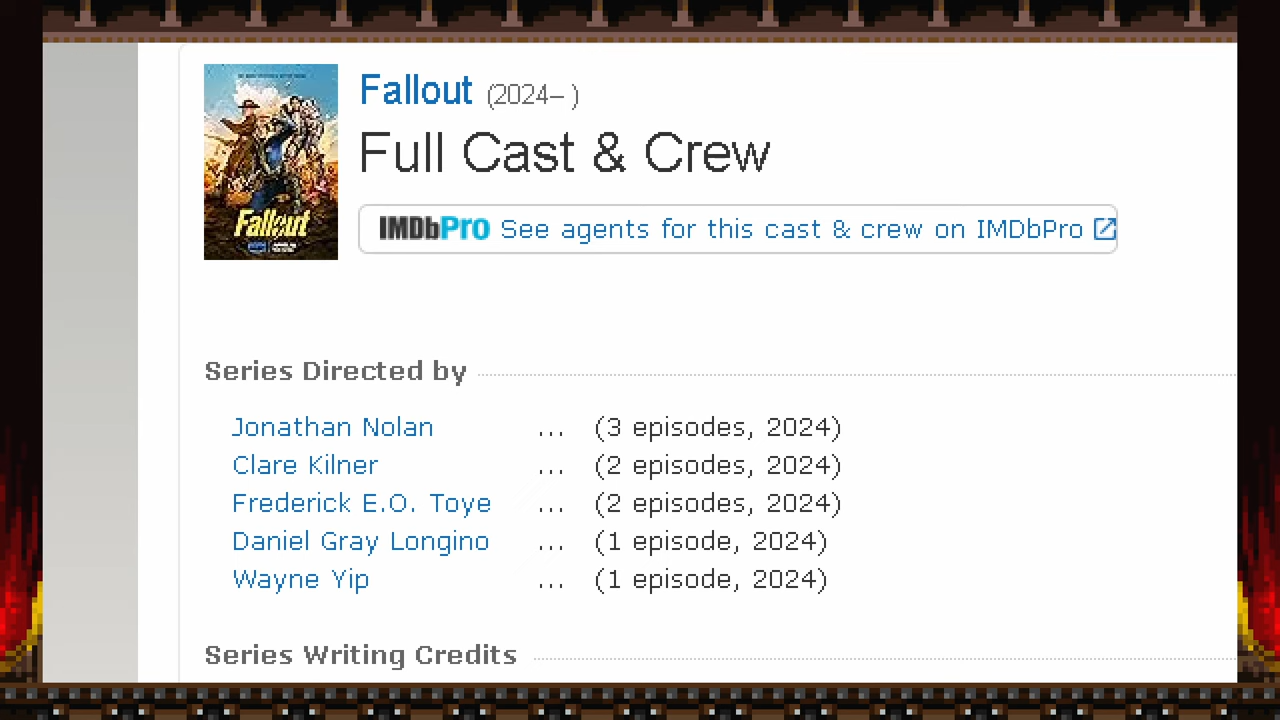 Fallout (2024– )
Full Cast & Crew
IMDbPro See agents for this cast & crew on IMDbPro
Fallout
Series Directed by
Jonathan Nolan ... (3 episodes, 2024)
Clare Kilner ... (2 episodes, 2024)
Frederick E.O. Toye ... (2 episodes, 2024)
Daniel Gray Longino ... (1 episode, 2024)
Wayne Yip ... (1 episode, 2024)
Series Writing Credits